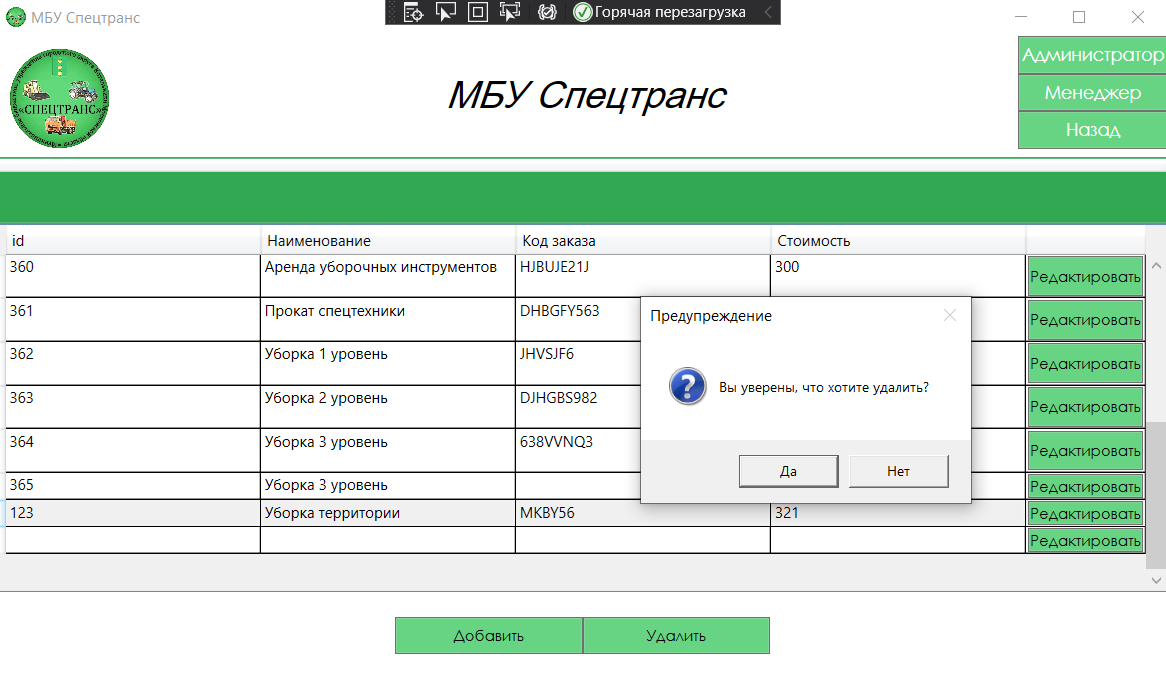 МБУ Спецтранс
Горячая перезагрузка
«СПЕЦТРАНС»
МБУ Спецтранс
Администратор
Менеджер
Назад
id Наименование Код заказа Стоимость
360 Аренда уборочных инструментов HJBUJE21J 300 Редактировать
361 Прокат спецтехники DHBGFY563 Редактировать
362 Уборка 1 уровень JHVSJF6 Редактировать
363 Уборка 2 уровень DJHGBS982 Редактировать
364 Уборка 3 уровень 638VVNQ3 Редактировать
365 Уборка 3 уровень Редактировать
123 Уборка территории MKBY56 321 Редактировать
Редактировать
Предупреждение
Вы уверены, что хотите удалить?
Да Нет
Добавить Удалить